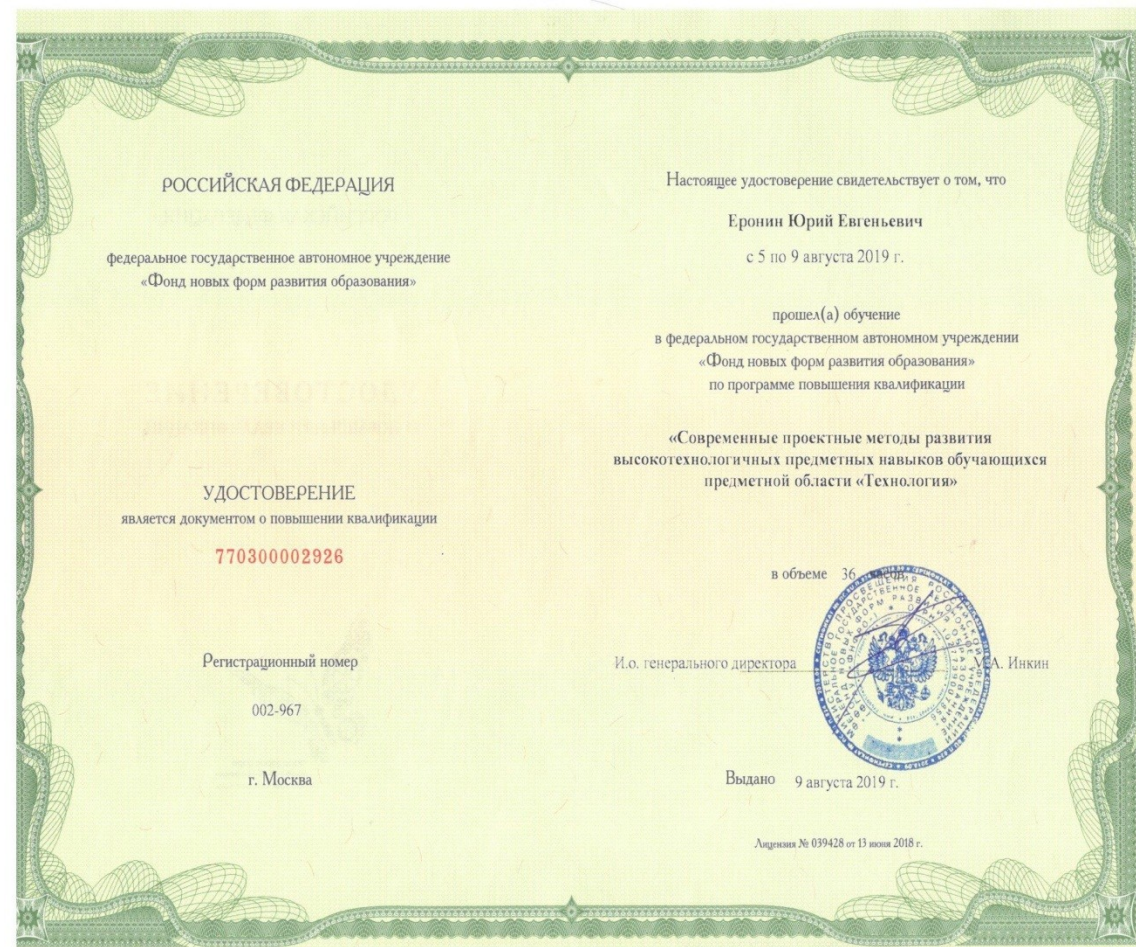 РОССИЙСКАЯ ФЕДЕРАЦИЯ
федеральное государственное автономное учреждение
«Фонд новых форм развития образования»
УДОСТОВЕРЕНИЕ
является документом о повышении квалификации
770300002926
Регистрационный номер
002-967
г. Москва
Настоящее удостоверение свидетельствует о том, что
Еронин Юрий Евгеньевич
с 5 по 9 августа 2019 г.
прошел(а) обучение
в федеральном государственном автономном учреждении
«Фонд новых форм развития образования»
по программе повышения квалификации
«Современные проектные методы развития
высокотехнологичных предметных навыков обучающихся
предметной области «Технология»
в объеме 36 часов
И.о. генерального директора А. Инкин
Выдано 9 августа 2019 г.
Лицензия № 039428 от 13 июня 2018 г.